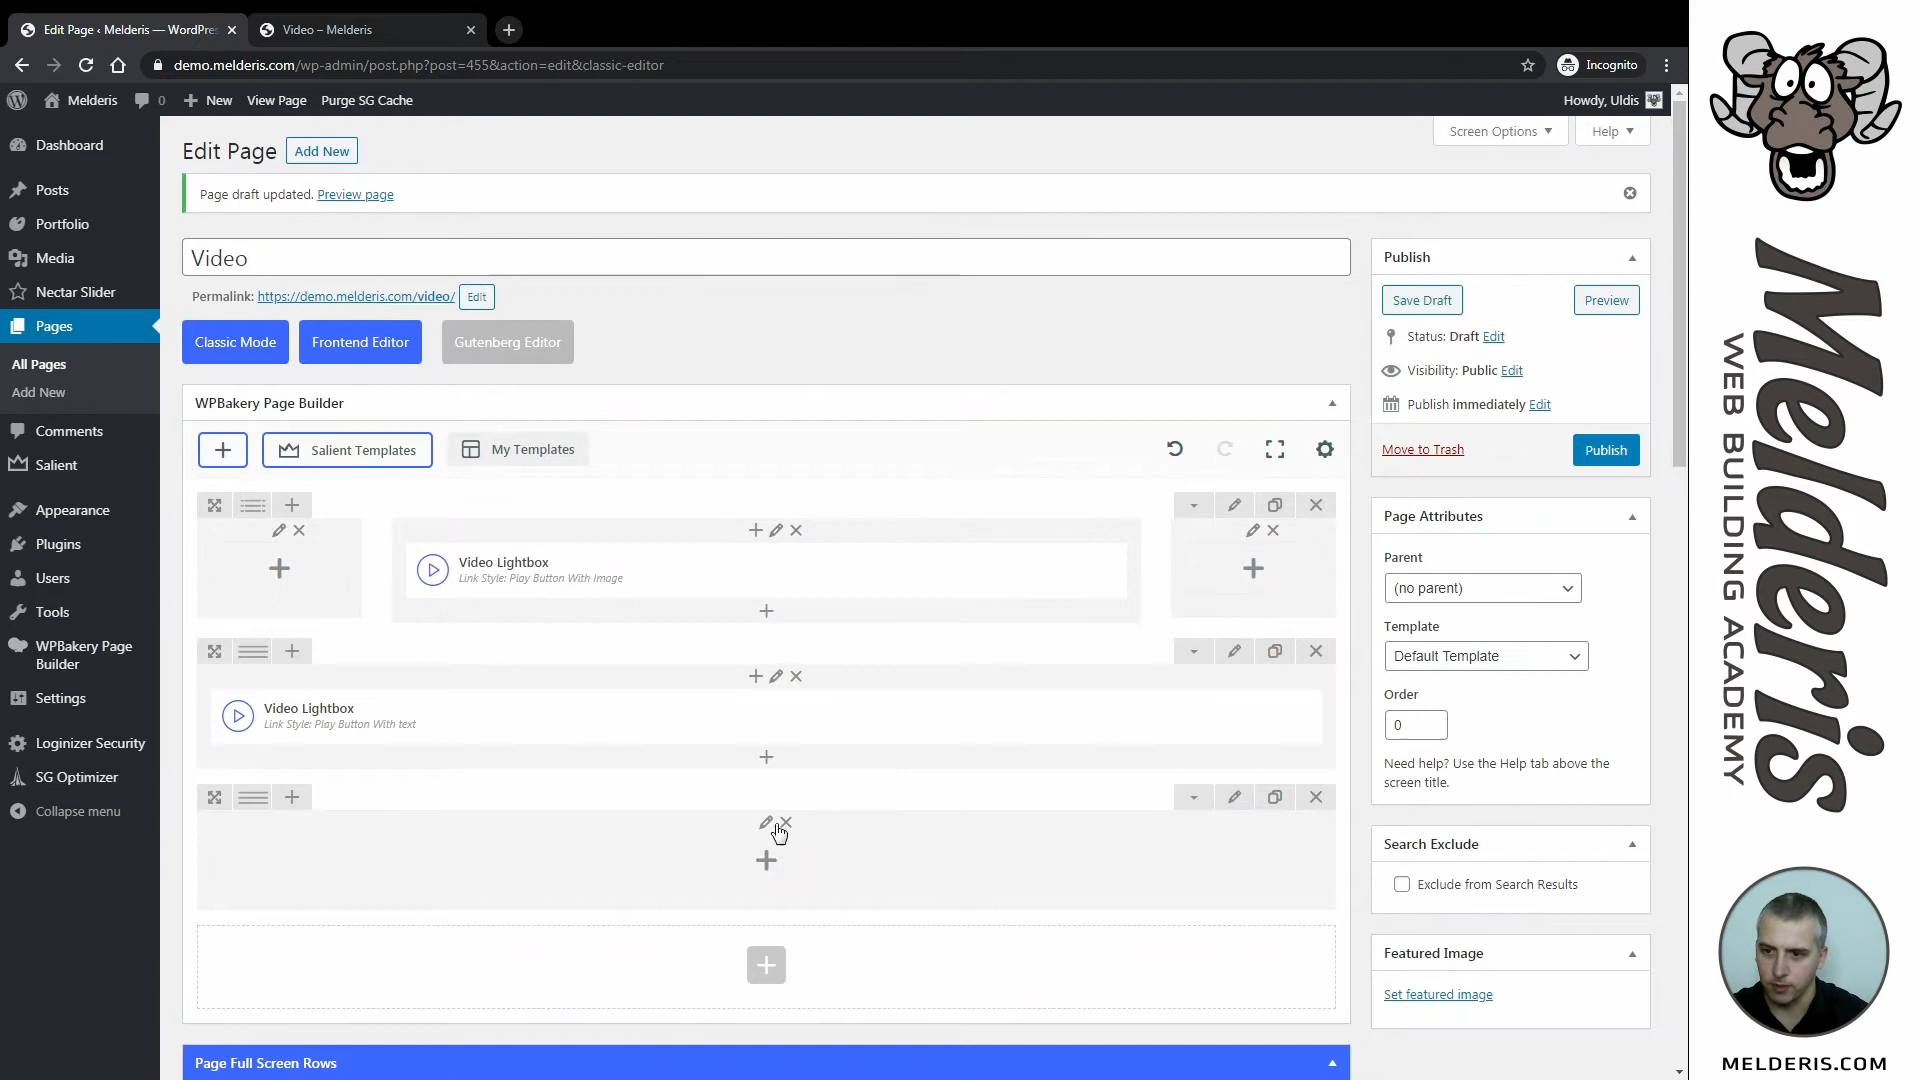 Edit Page ‹ Melderis — WordPres
Video – Melderis
demo.melderis.com/wp-admin/post.php?post=455&action=edit&classic-editor
Incognito
Melderis
0
New
View Page
Purge SG Cache
Howdy, Uldis
Dashboard
Posts
Portfolio
Media
Nectar Slider
Pages
All Pages
Add New
Comments
Salient
Appearance
Plugins
Users
Tools
WPBakery Page
Builder
Settings
Loginizer Security
SG Optimizer
Collapse menu
Screen Options
Help
Edit Page
Add New
Page draft updated. Preview page
Video
Permalink: https://demo.melderis.com/video/
Edit
Classic Mode
Frontend Editor
Gutenberg Editor
WPBakery Page Builder
Salient Templates
My Templates
Video Lightbox
Link Style: Play Button With Image
Video Lightbox
Link Style: Play Button With text
Page Full Screen Rows
Publish
Save Draft
Preview
Status: Draft Edit
Visibility: Public Edit
Publish immediately Edit
Move to Trash
Publish
Page Attributes
Parent
(no parent)
Template
Default Template
Order
0
Need help? Use the Help tab above the
screen title.
Search Exclude
Exclude from Search Results
Featured Image
Set featured image
Melderis
WEB BUILDING ACADEMY
MELDERIS.COM